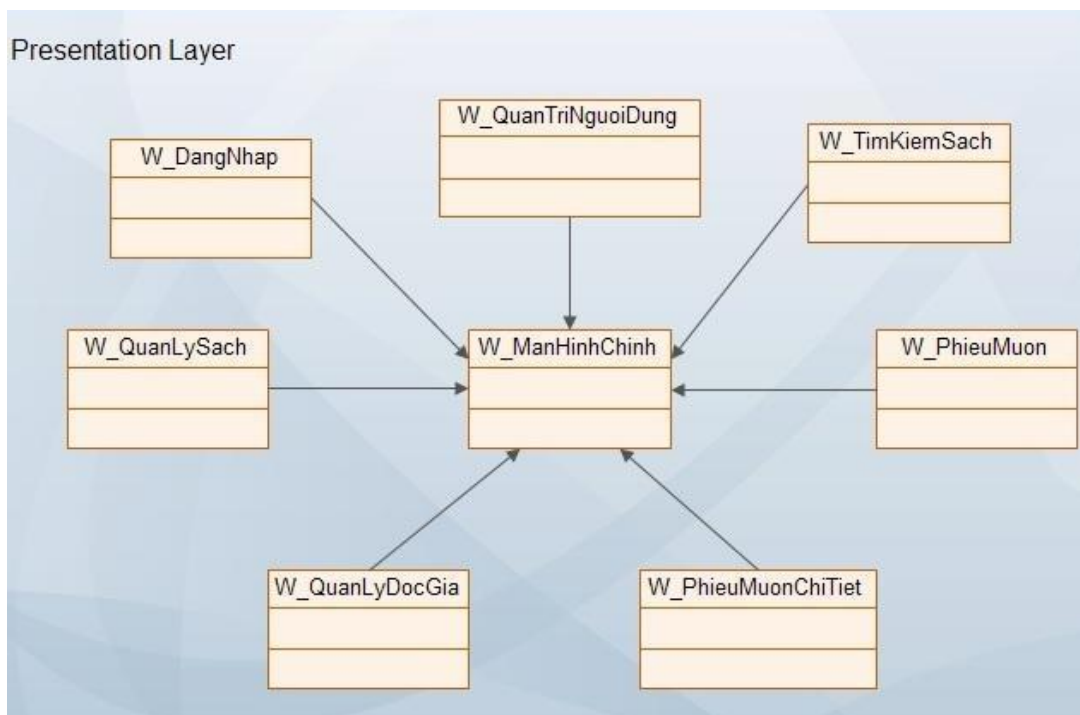 Presentation Layer
W_QuanTriNguoiDung
W_DangNhap
W_TimKiemSach
W_QuanLySach
W_ManHinhChinh
W_PhieuMuon
W_QuanLyDocGia
W_PhieuMuonChiTiet